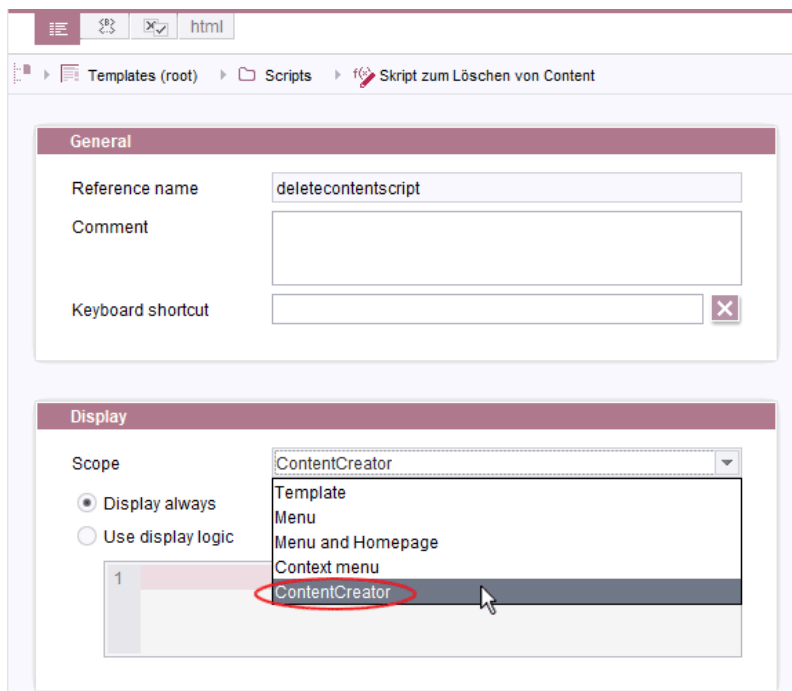 html
Templates (root) Scripts f(x) Skript zum Löschen von Content
General
Reference name deletecontentscript
Comment
Keyboard shortcut
Display
Scope ContentCreator
Display always
Use display logic
Template
Menu
Menu and Homepage
Context menu
ContentCreator
1